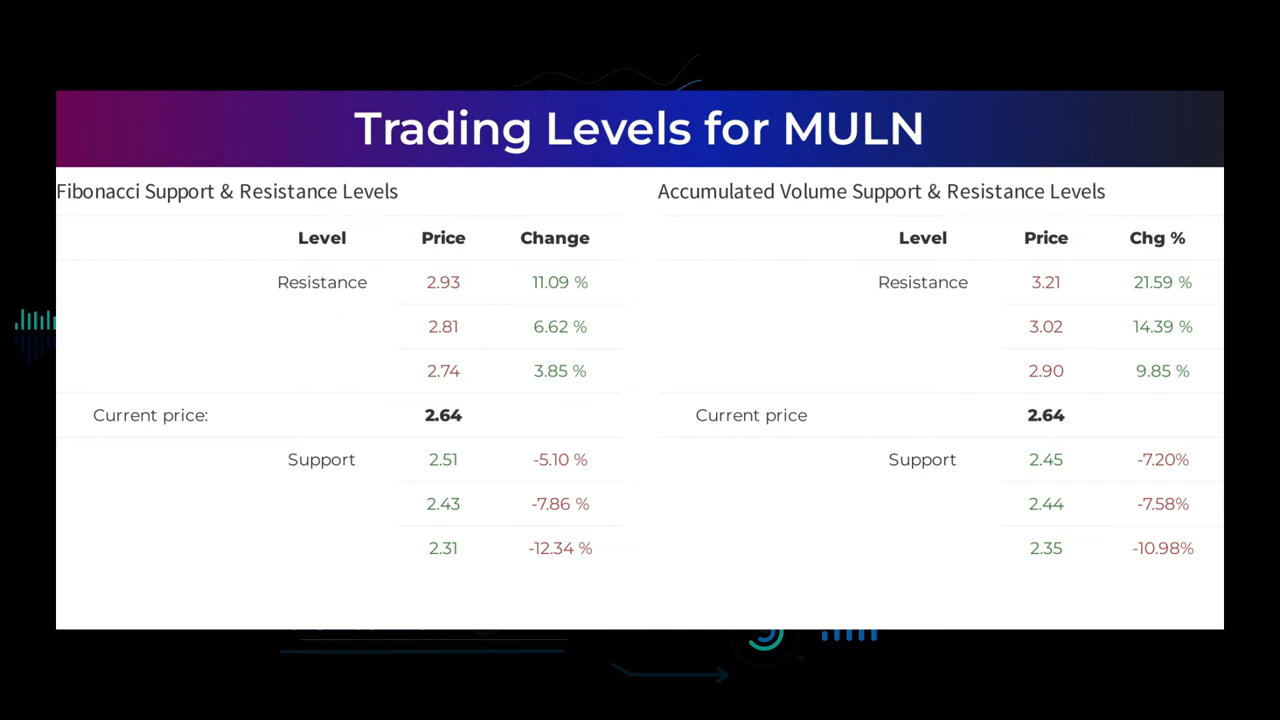 Trading Levels for MULN
Fibonacci Support & Resistance Levels
Level Price Change
Resistance 2.93 11.09 %
2.81 6.62 %
2.74 3.85 %
Current price: 2.64
Support 2.51 -5.10 %
2.43 -7.86 %
2.31 -12.34 %
Accumulated Volume Support & Resistance Levels
Level Price Chg %
Resistance 3.21 21.59 %
3.02 14.39 %
2.90 9.85 %
Current price 2.64
Support 2.45 -7.20%
2.44 -7.58%
2.35 -10.98%